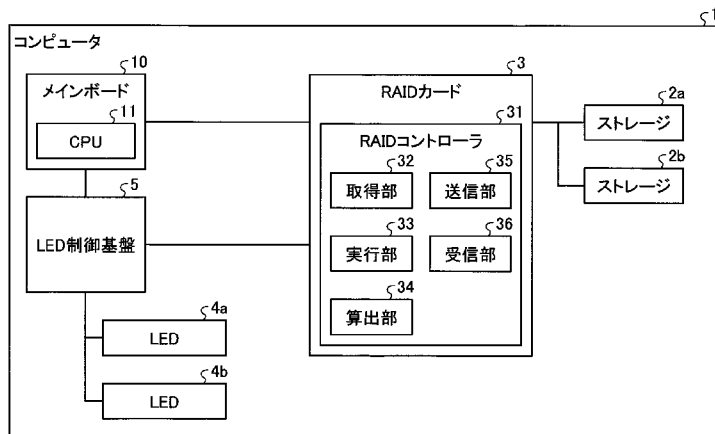 1
コンピュータ
10
メインボード
11
CPU
5
LED制御基盤
4a
LED
4b
LED
3
RAIDカード
31
RAIDコントローラ
32
取得部
35
送信部
33
実行部
36
受信部
34
算出部
2a
ストレージ
2b
ストレージ